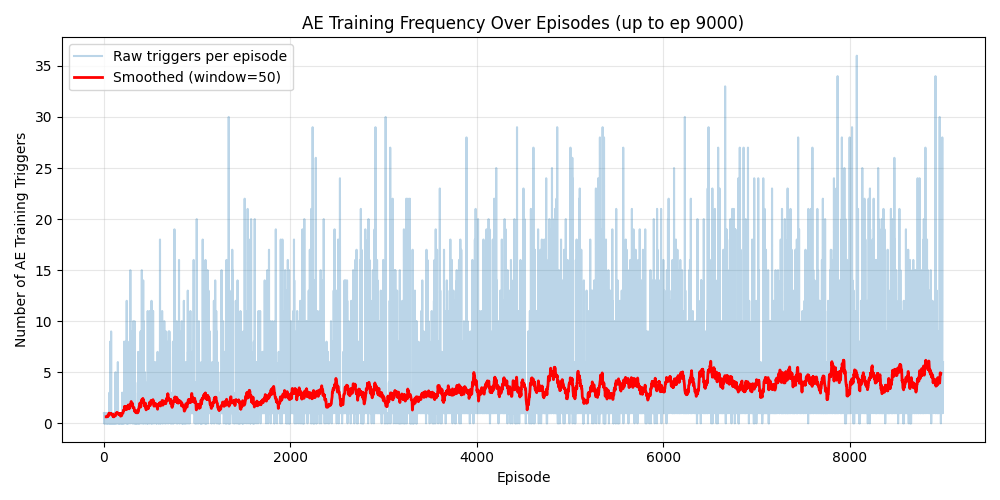 AE Training Frequency Over Episodes (up to ep 9000)
Raw triggers per episode
Smoothed (window=50)
Number of AE Training Triggers
35
30
25
20
15
10
5
0
0 2000 4000 6000 8000
Episode